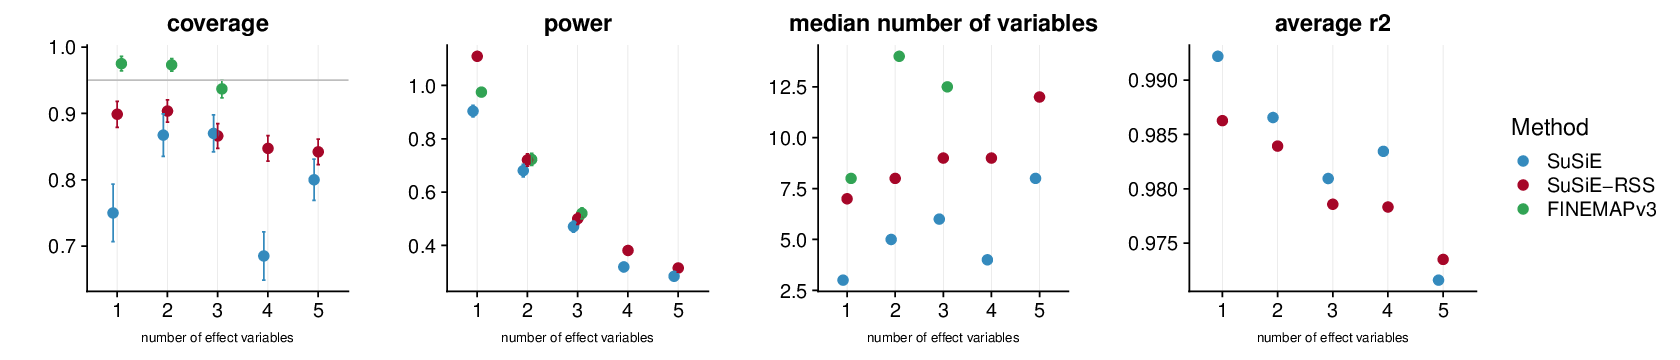 coverage
1.0
0.9
0.8
0.7
1 2 3 4 5
number of effect variables
power
1.0
0.8
0.6
0.4
1 2 3 4 5
number of effect variables
median number of variables
12.5
10.0
7.5
5.0
2.5
1 2 3 4 5
number of effect variables
average r2
0.990
0.985
0.980
0.975
1 2 3 4 5
number of effect variables
Method
SuSiE
SuSiE−RSS
FINEMAPv3